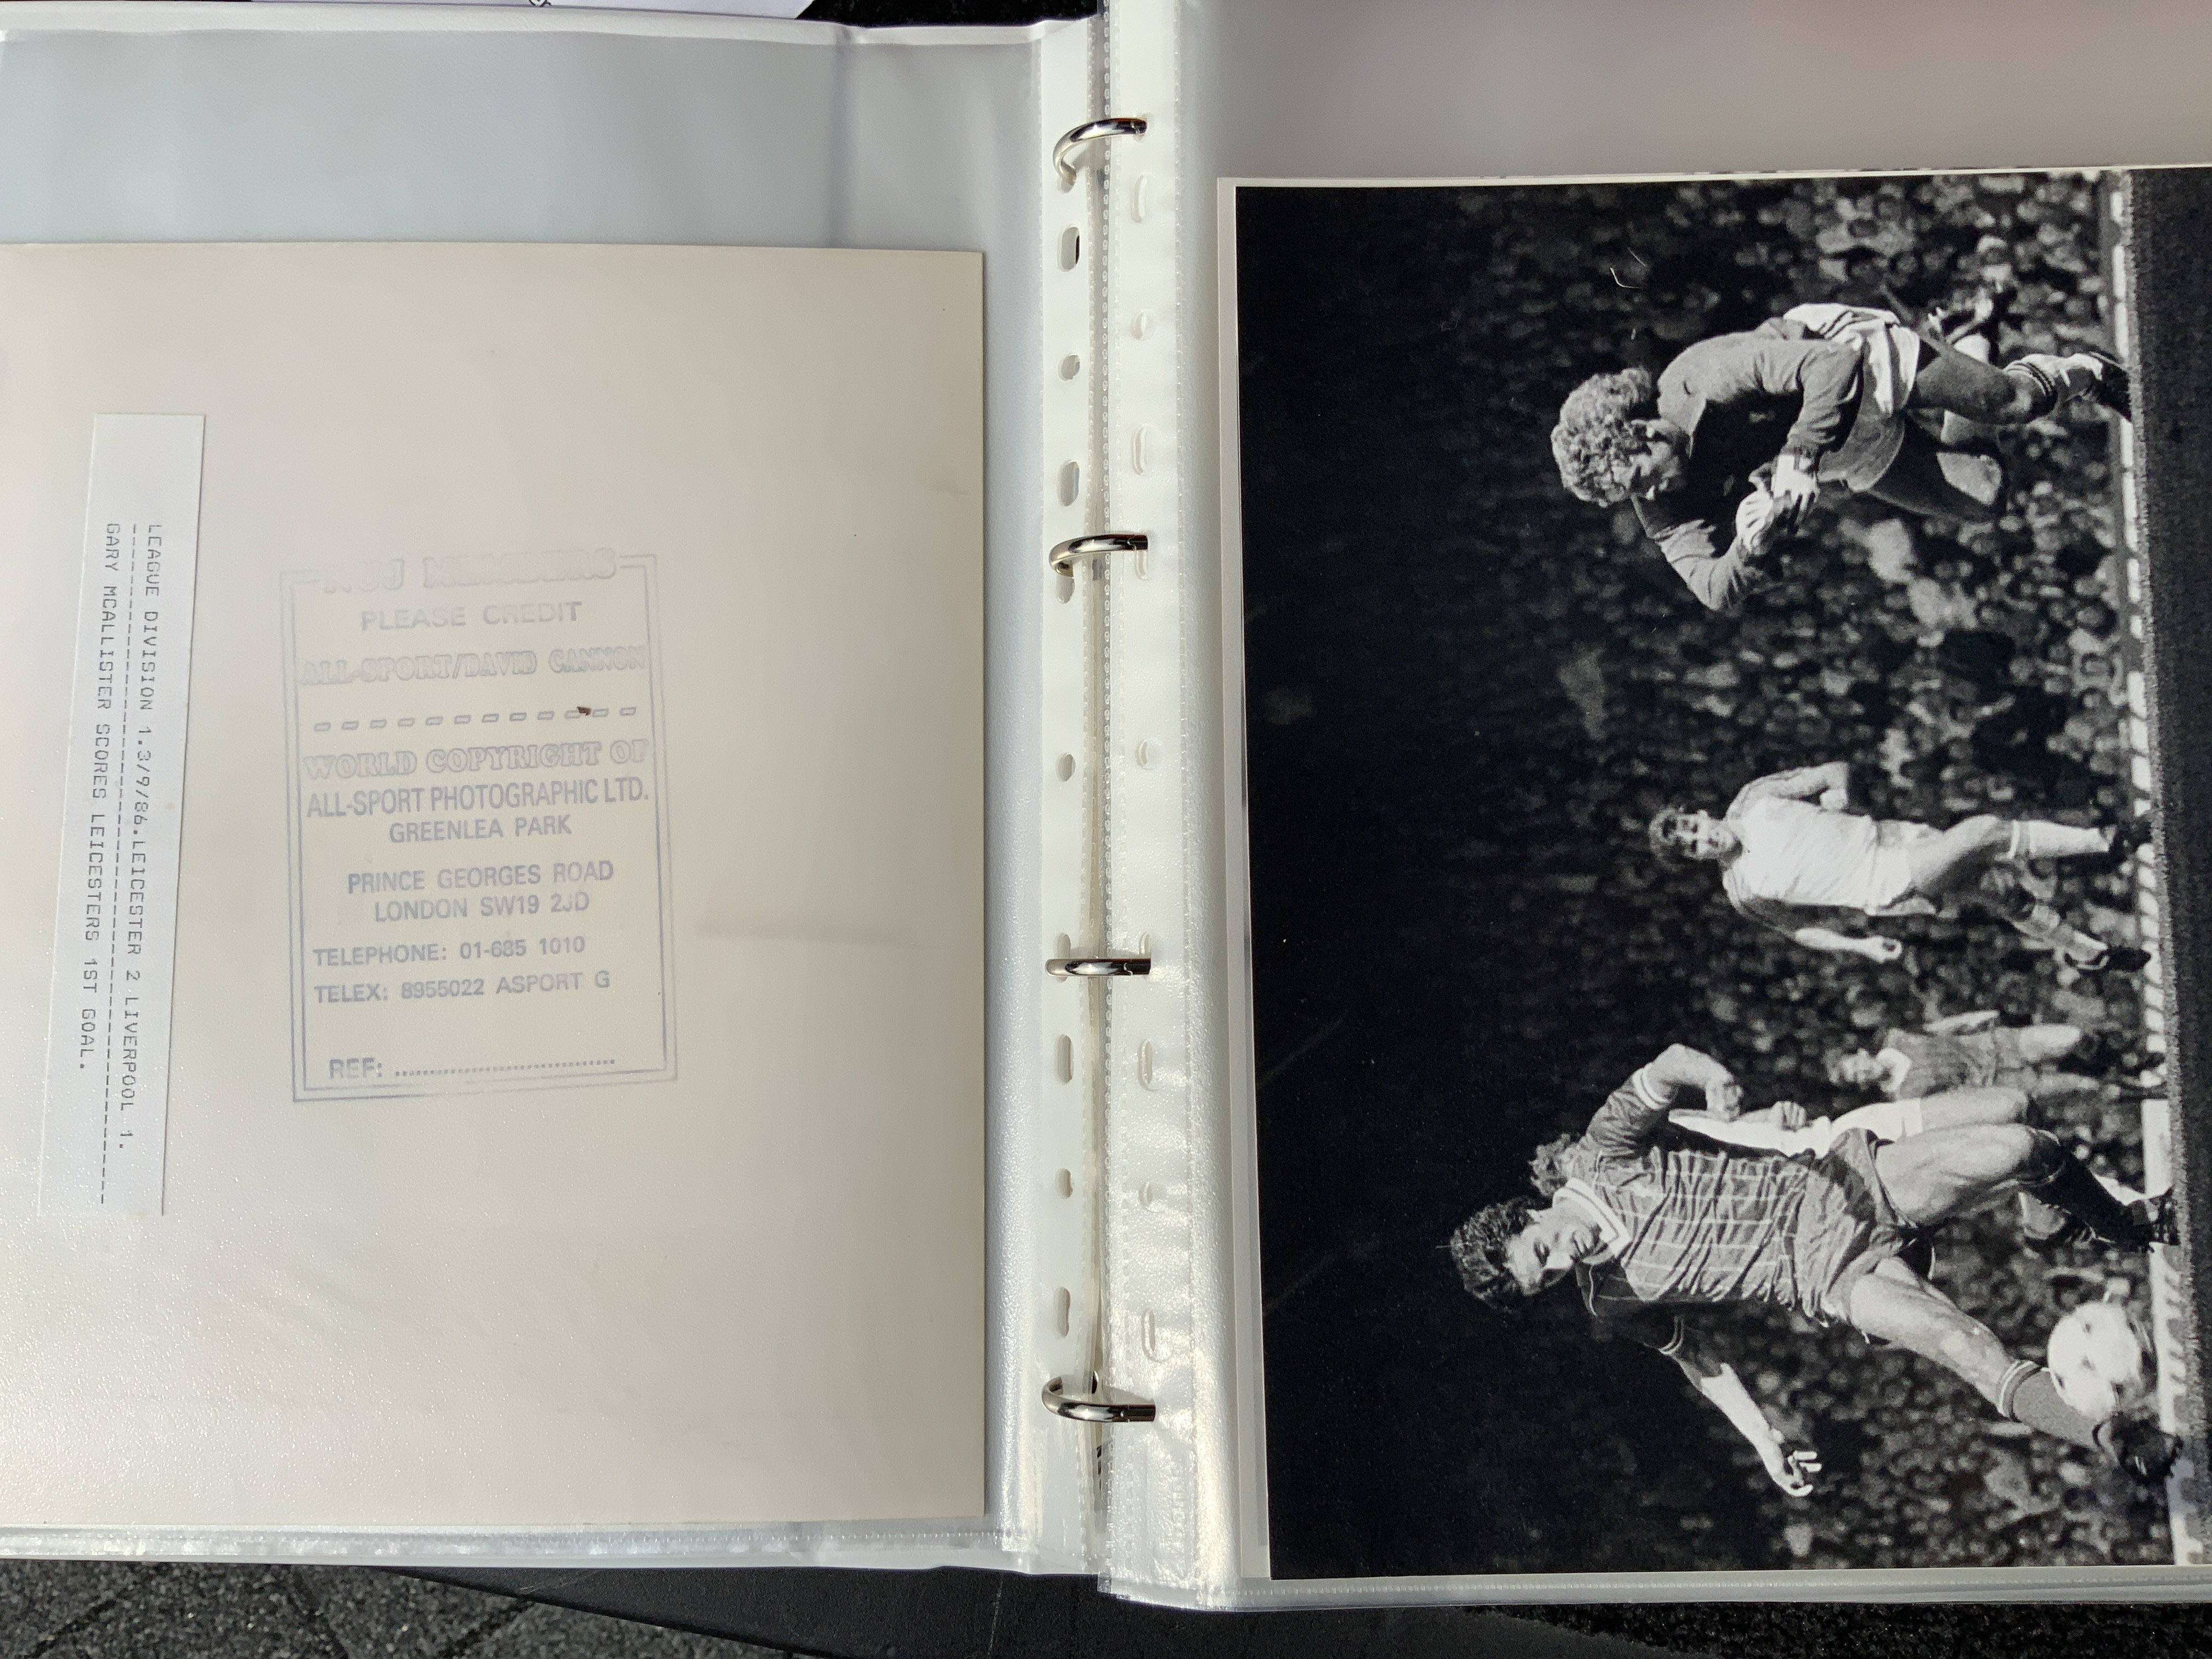 LEAGUE DIVISION 1.3/9/86.LEICESTER 2 LIVERPOOL 1.
GARY MCALLISTER SCORES LEICESTERS 1ST GOAL.
NUJ MEMBERS
PLEASE CREDIT
ALL-SPORT/DAVID CANNON
WORLD COPYRIGHT OF
ALL-SPORT PHOTOGRAPHIC LTD.
GREENLEA PARK
PRINCE GEORGES ROAD
LONDON SW19 2JD
TELEPHONE: 01-685 1010
TELEX: 8955022 ASPORT G
REF: